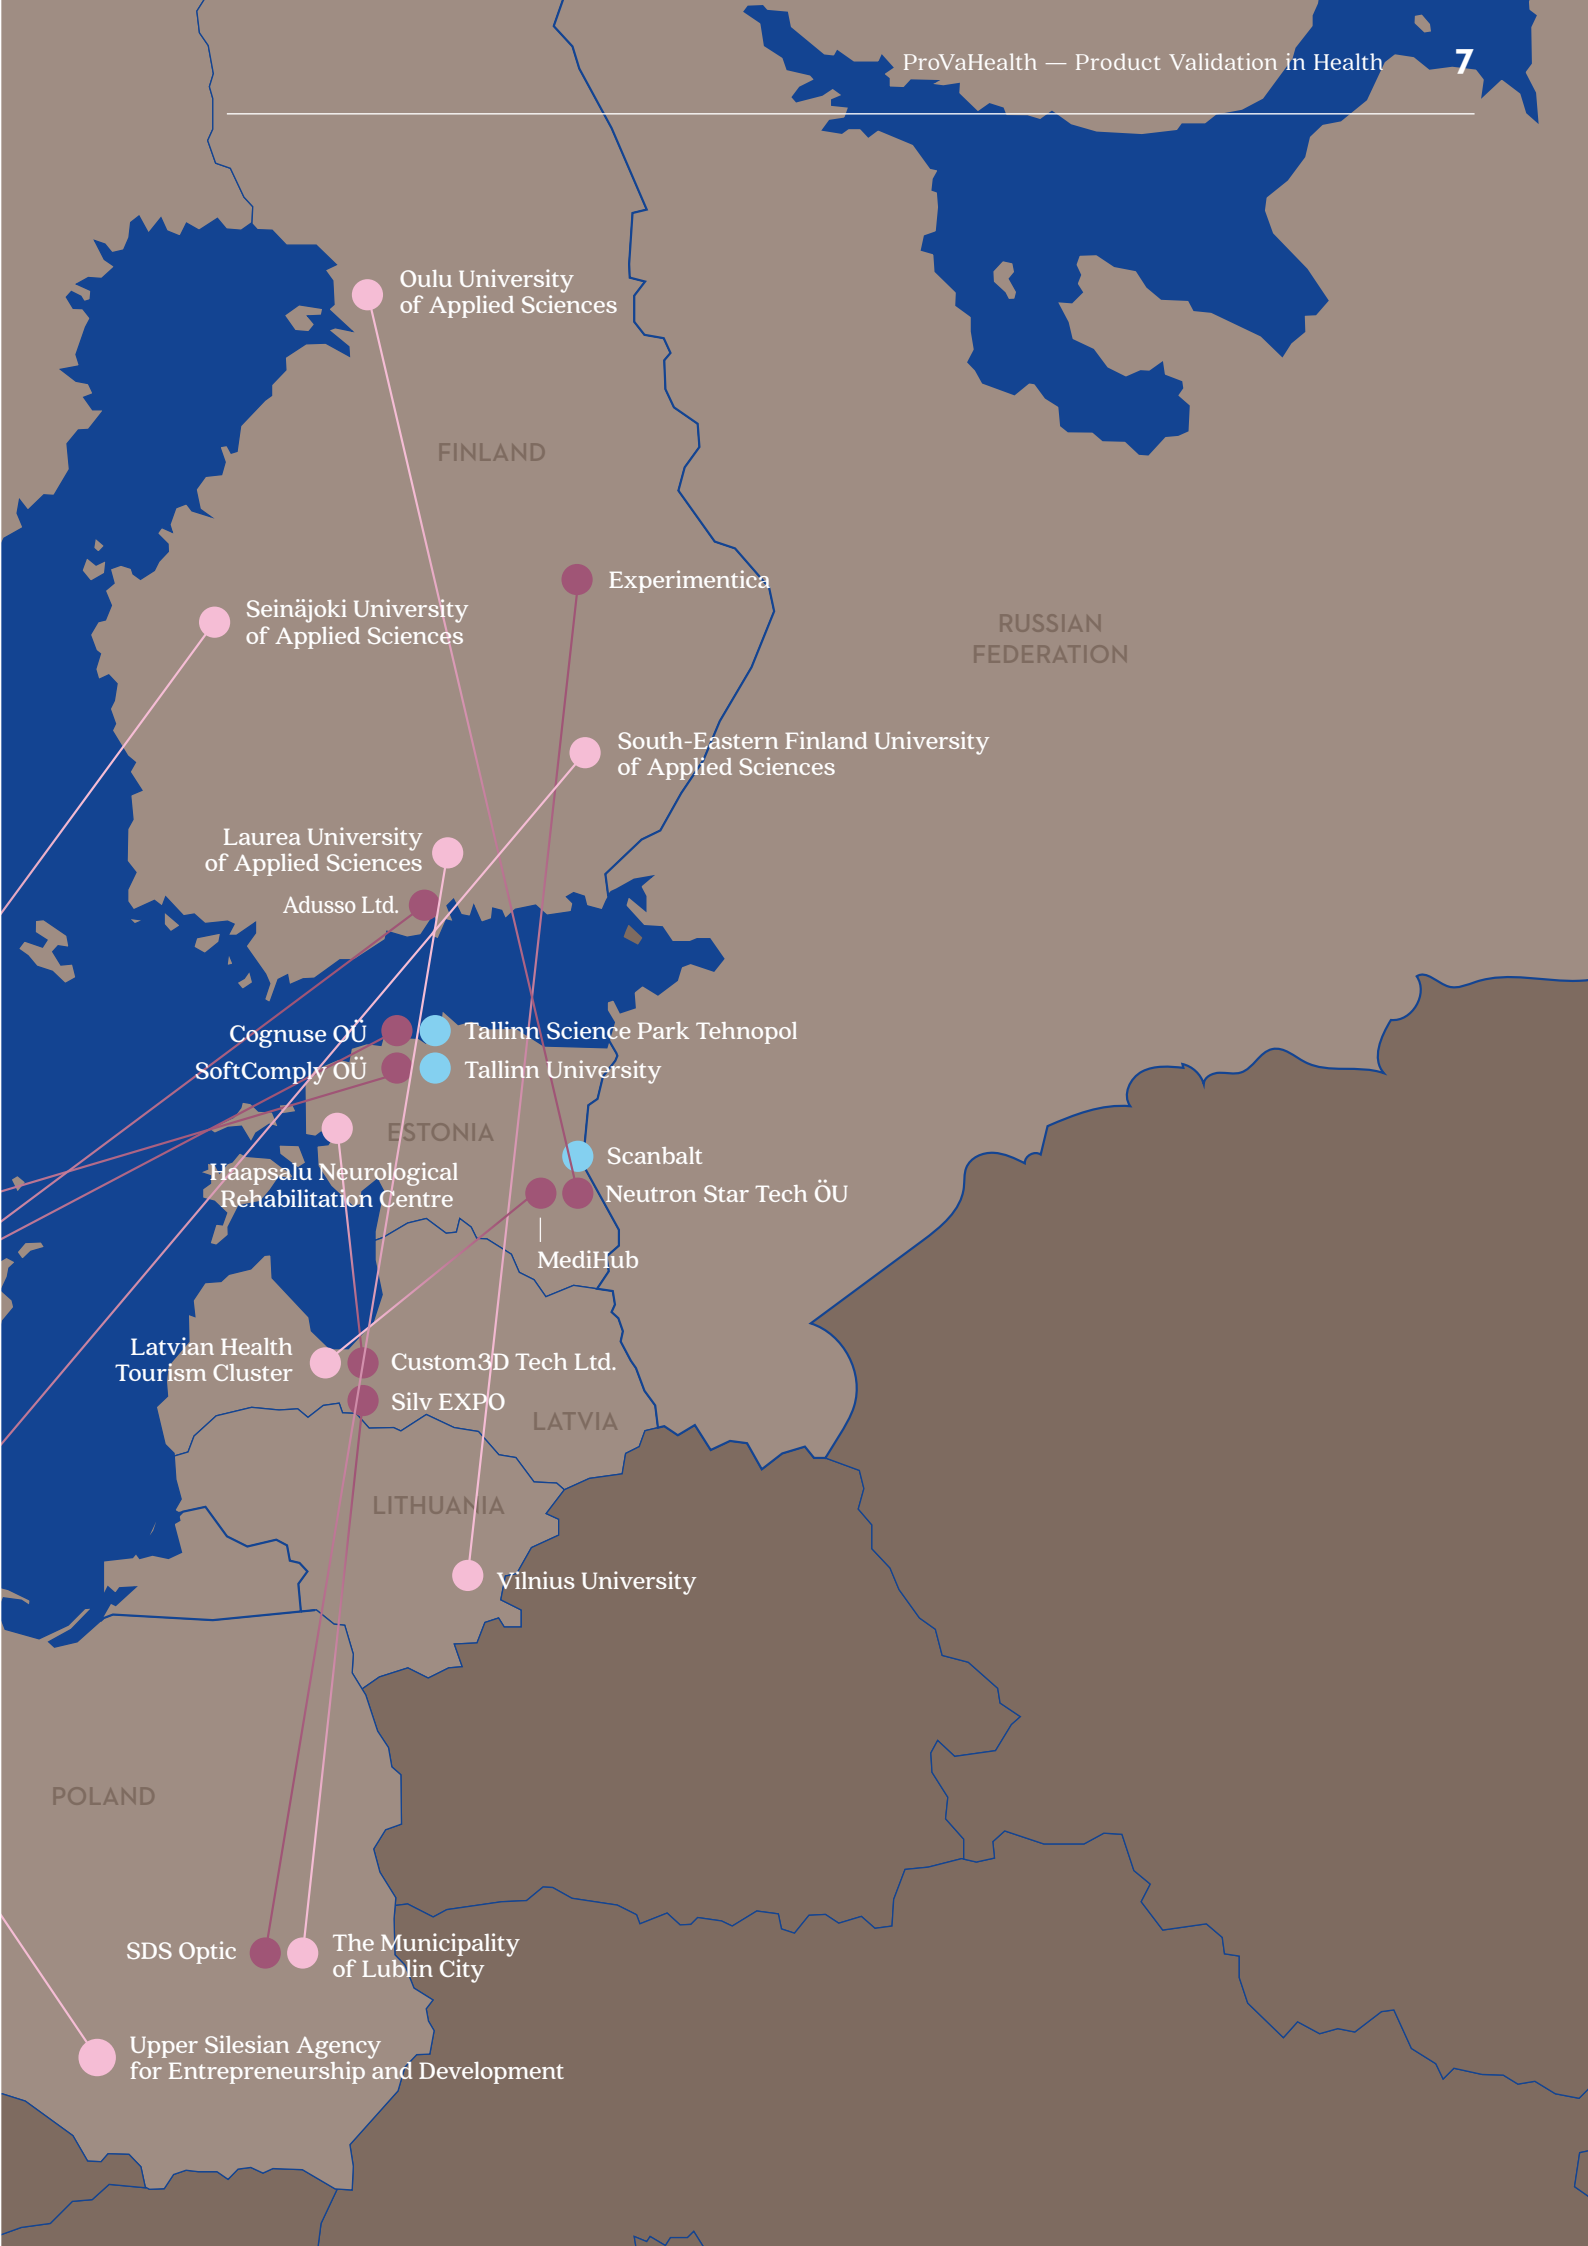 ProVaHealth — Product Validation in Health 7
Oulu University
of Applied Sciences
FINLAND
Experimentica
Seinäjoki University
of Applied Sciences
RUSSIAN
FEDERATION
South-Eastern Finland University
of Applied Sciences
Laurea University
of Applied Sciences
Adusso Ltd.
Cognuse OÜ
Tallinn Science Park Tehnopol
SoftComply OÜ
Tallinn University
ESTONIA
Haapsalu Neurological
Rehabilitation Centre
Scanbalt
Neutron Star Tech ÖU
MediHub
Latvian Health
Tourism Cluster
Custom3D Tech Ltd.
Silv EXPO
LATVIA
LITHUANIA
Vilnius University
POLAND
SDS Optic
The Municipality
of Lublin City
Upper Silesian Agency
for Entrepreneurship and Development